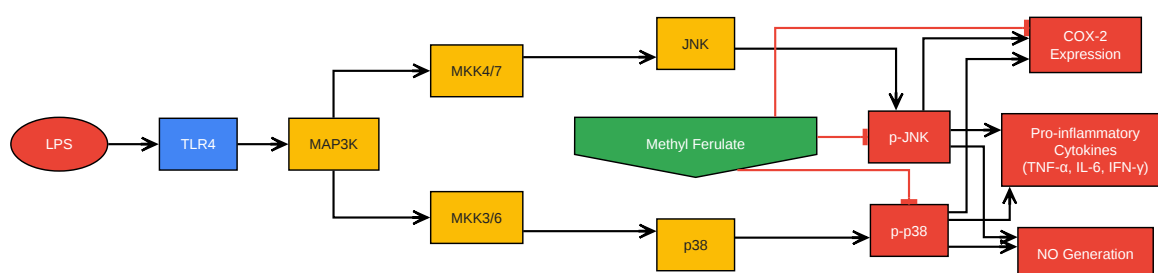 COX-2
Expression
JNK
MKK4/7
LPS
TLR4
MAP3K
Methyl Ferulate
p-JNK
Pro-inflammatory
Cytokines
(TNF-α, IL-6, IFN-γ)
MKK3/6
p38
p-p38
NO Generation